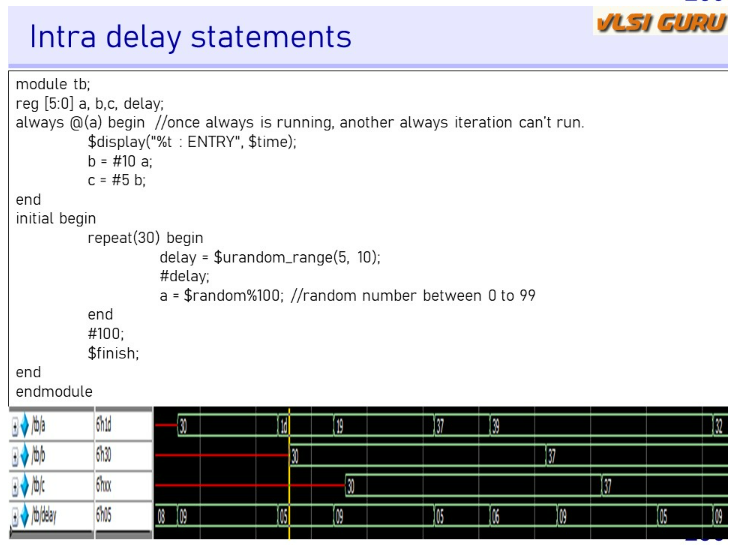 Intra delay statements
VLSI GURU
module tb;
reg [5:0] a, b,c, delay;
always @(a) begin //once always is running, another always iteration can't run.
$display("%t : ENTRY", $time);
b = #10 a;
c = #5 b;
end
initial begin
repeat(30) begin
delay = $urandom_range(5, 10);
#delay;
a = $random%100; //random number between 0 to 99
end
#100;
$finish;
end
endmodule
/tb/a 6'h1d 30 1d 19 37 39 32
/tb/b 6'h30 30 37
/tb/c 6'hxx 30 37
/tb/delay 6'h05 08 09 05 09 05 06 09 05 09